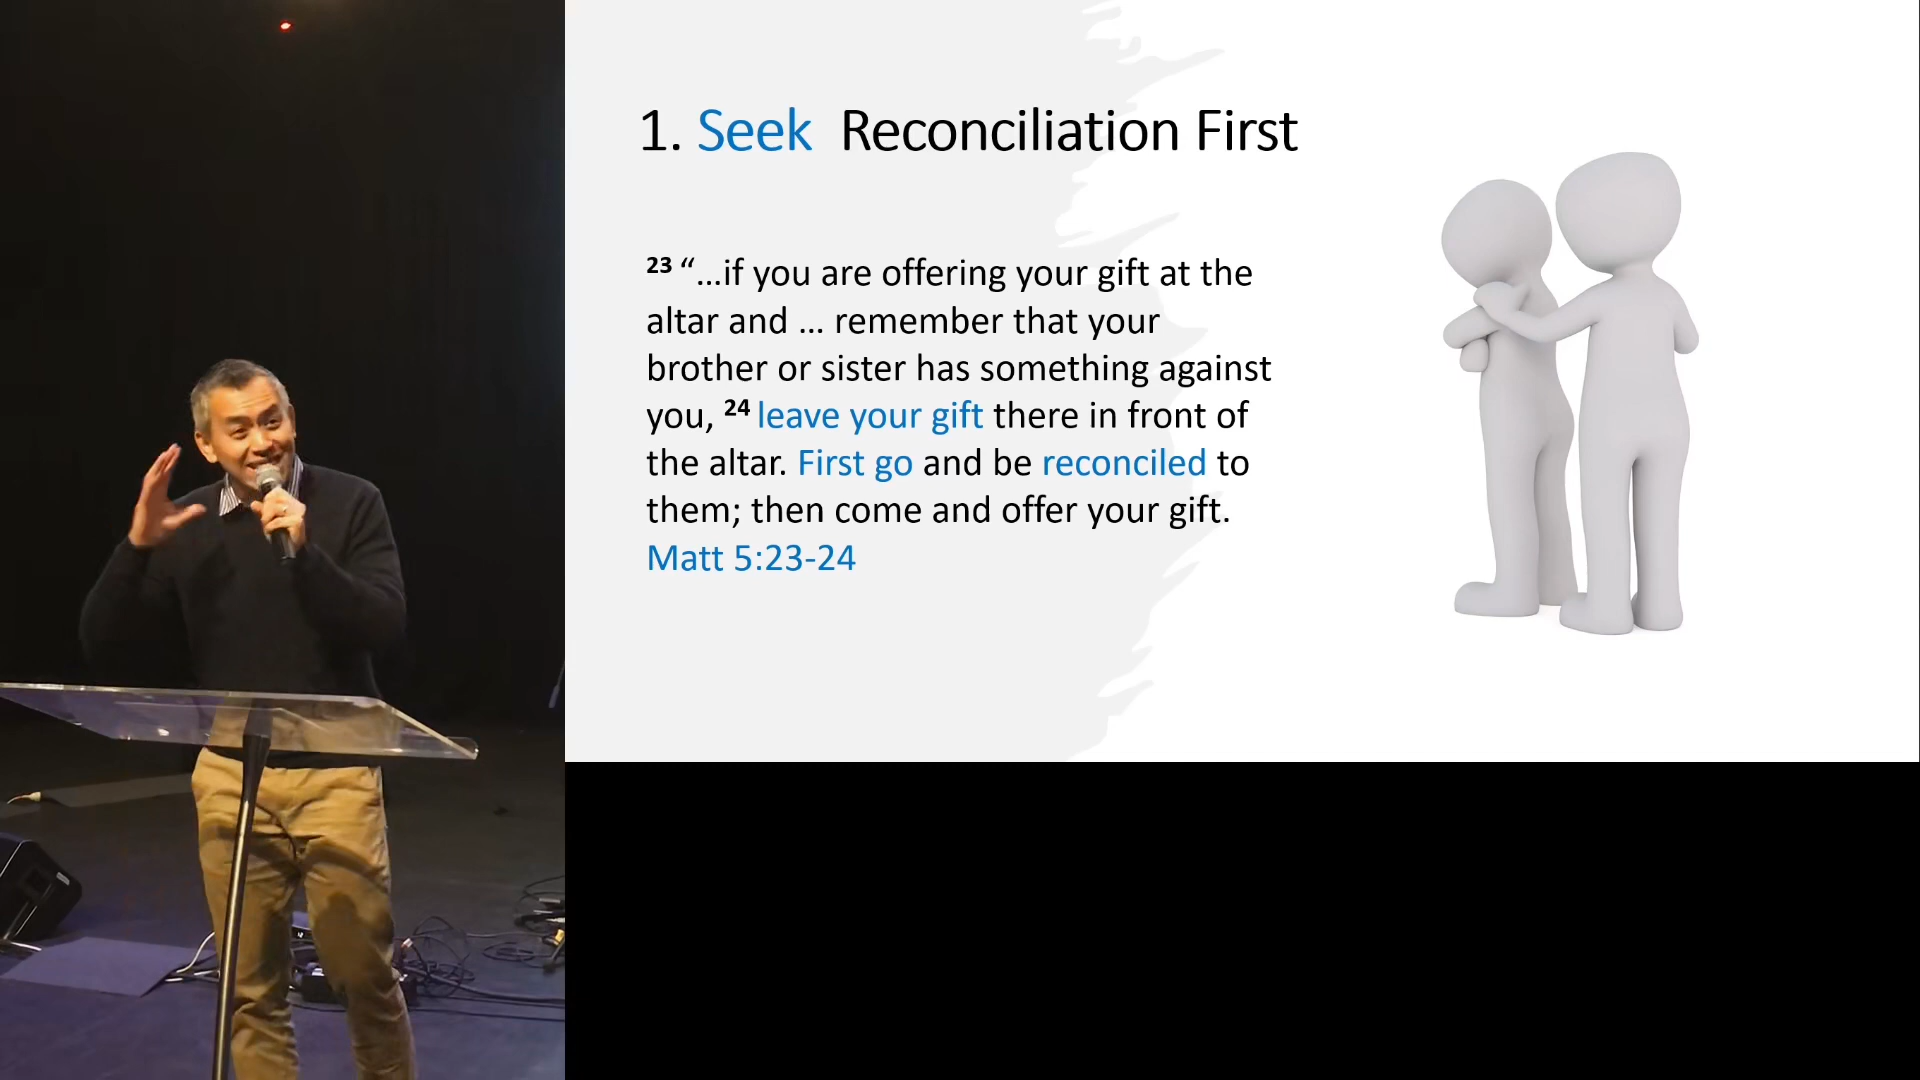 1. Seek  Reconciliation First
23 “…if you are offering your gift at the
altar and … remember that your
brother or sister has something against
you, 24 leave your gift there in front of
the altar. First go and be reconciled to
them; then come and offer your gift.
Matt 5:23-24